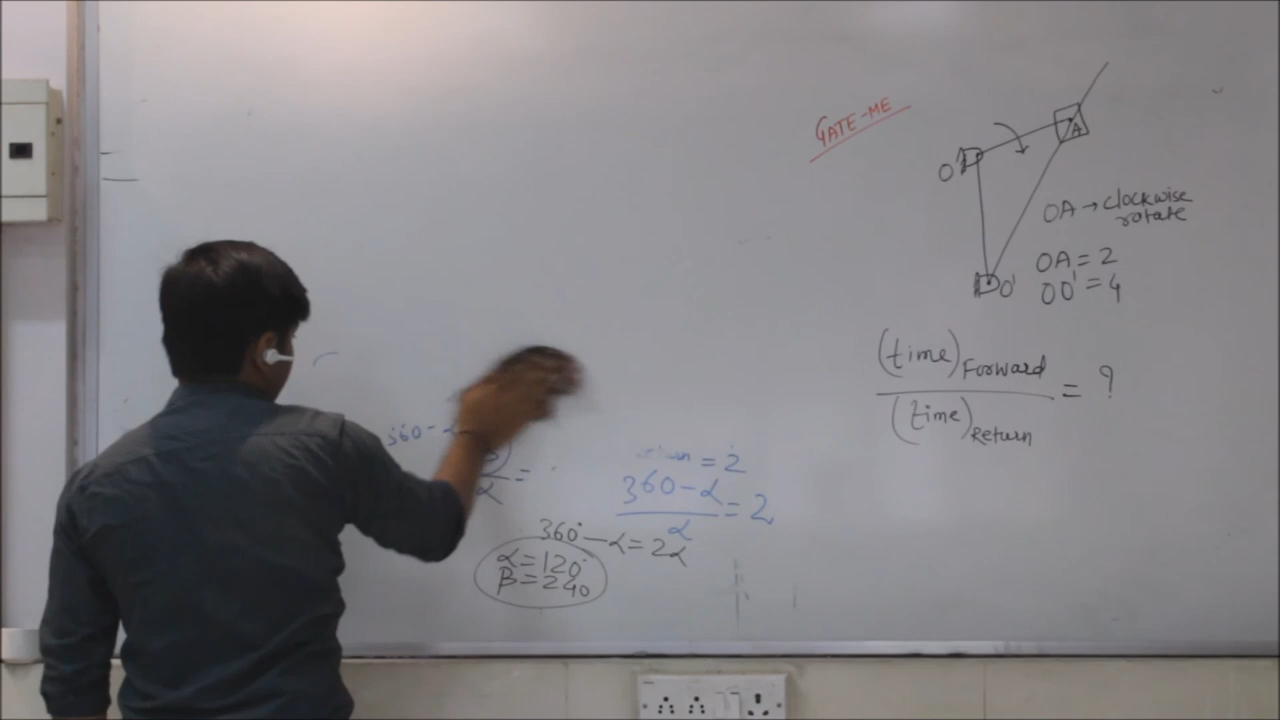 GATE-ME
A
O
O'
OA → clockwise
rotate
OA = 2
OO' = 4
(time)Forward
= ?
(time)Return
360 - α
α
=
= 2
360 - α
= 2
α
360° - α = 2α
α = 120°
β = 240